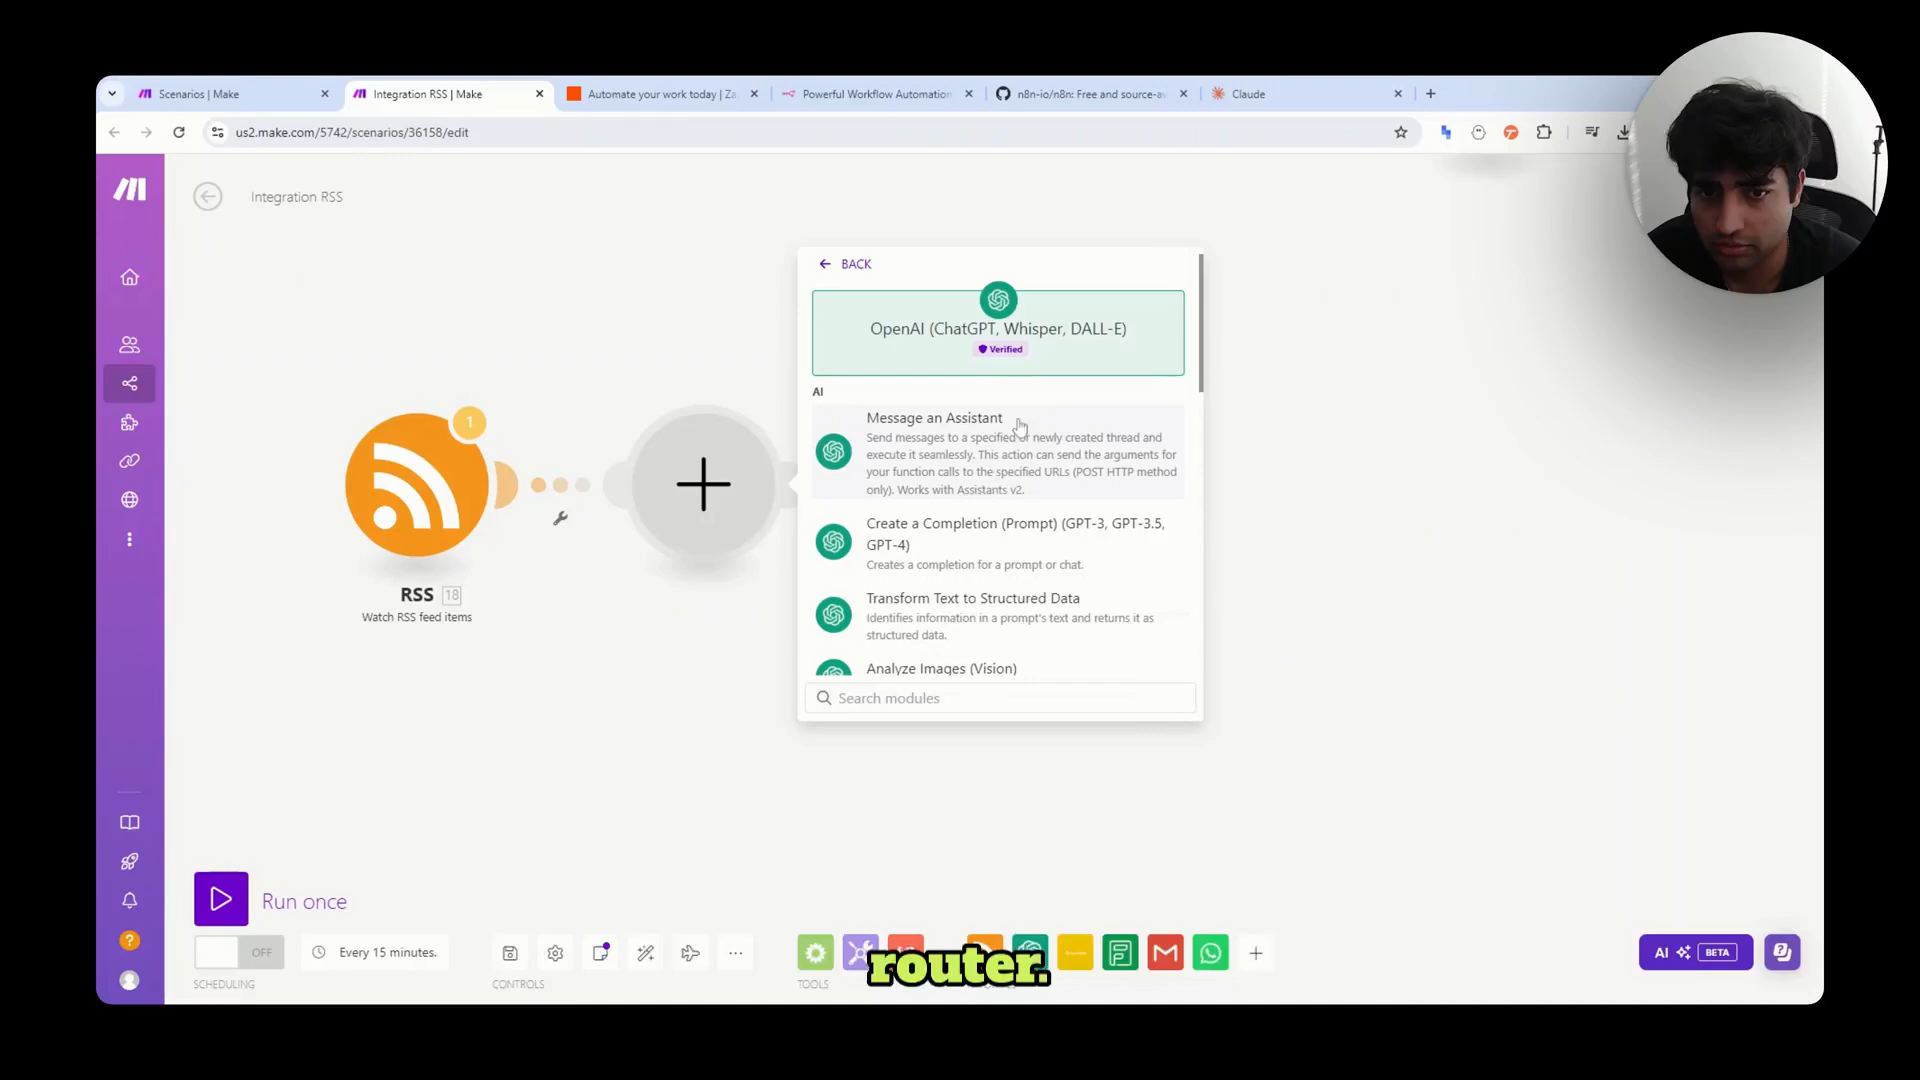 Scenarios | Make
Integration RSS | Make
Automate your work today | Za
Powerful Workflow Automation
n8n-io/n8n: Free and source-av
Claude
us2.make.com/5742/scenarios/36158/edit
Integration RSS
BACK
OpenAI (ChatGPT, Whisper, DALL-E)
Verified
AI
Message an Assistant
Send messages to a specified or newly created thread and
execute it seamlessly. This action can send the arguments for
your function calls to the specified URLs (POST HTTP method
only). Works with Assistants v2.
Create a Completion (Prompt) (GPT-3, GPT-3.5,
GPT-4)
Creates a completion for a prompt or chat.
Transform Text to Structured Data
Identifies information in a prompt's text and returns it as
structured data.
Analyze Images (Vision)
Search modules
1
RSS 18
Watch RSS feed items
Run once
OFF
Every 15 minutes.
SCHEDULING
CONTROLS
TOOLS
router.
AI
BETA